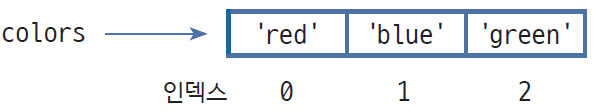 colors 'red' 'blue' 'green'
인덱스 0 1 2